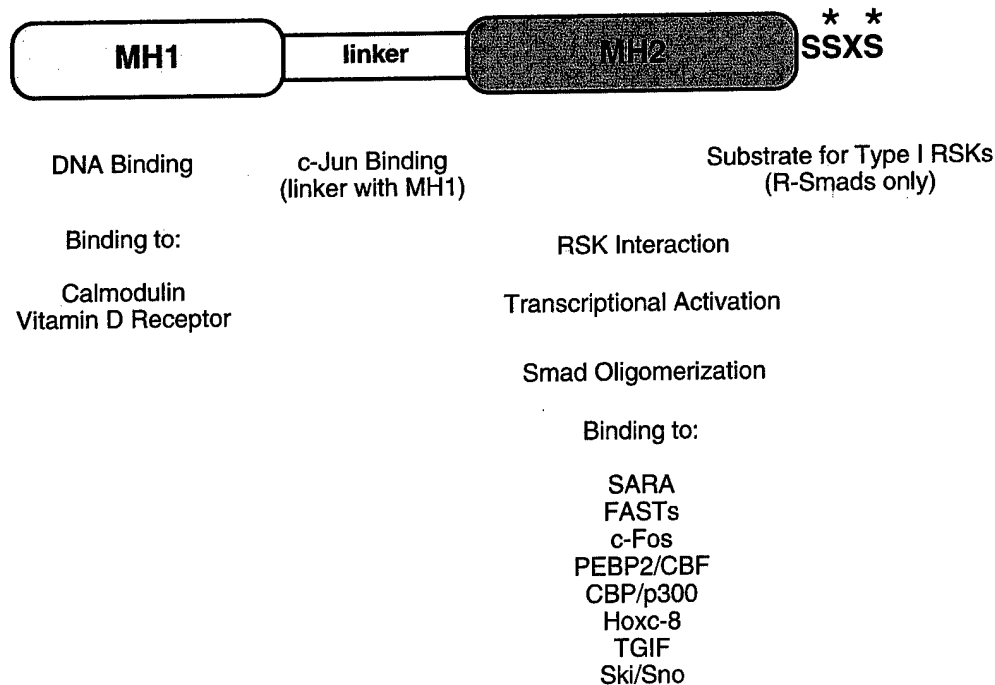 * *
MH1 linker MH2 SSXS
DNA Binding
c-Jun Binding
(linker with MH1)
Substrate for Type I RSKs
(R-Smads only)
Binding to:
Calmodulin
Vitamin D Receptor
RSK Interaction
Transcriptional Activation
Smad Oligomerization
Binding to:
SARA
FASTs
c-Fos
PEBP2/CBF
CBP/p300
Hoxc-8
TGIF
Ski/Sno